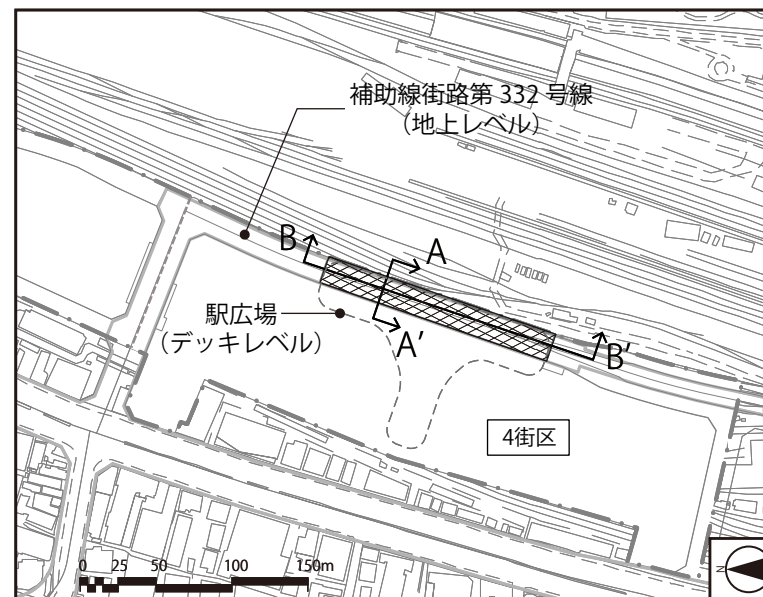 補助線街路第 332 号線
（地上レベル）
B
A
駅広場
（デッキレベル）
A'
B'
4街区
0 25 50 100 150m
N